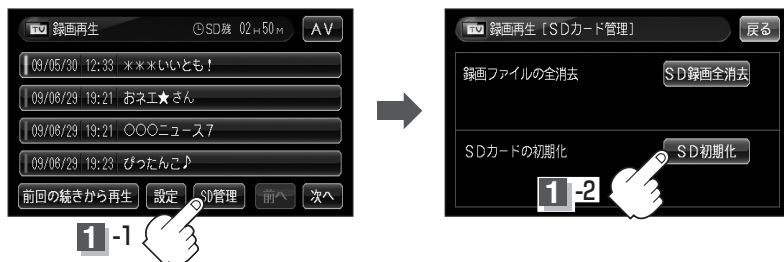 TV 録画再生 SD残 02H50M AV
09/05/30 12:33 ＊＊＊いいとも！
09/06/29 19:21 おネエ★さん
09/06/29 19:21 〇〇〇ニュース7
09/06/29 19:23 ぴったんこ♪
前回の続きから再生 設定 SD管理 前へ 次へ
1-1
TV 録画再生［SDカード管理］ 戻る
録画ファイルの全消去 SD録画全消去
SDカードの初期化 SD初期化
1-2